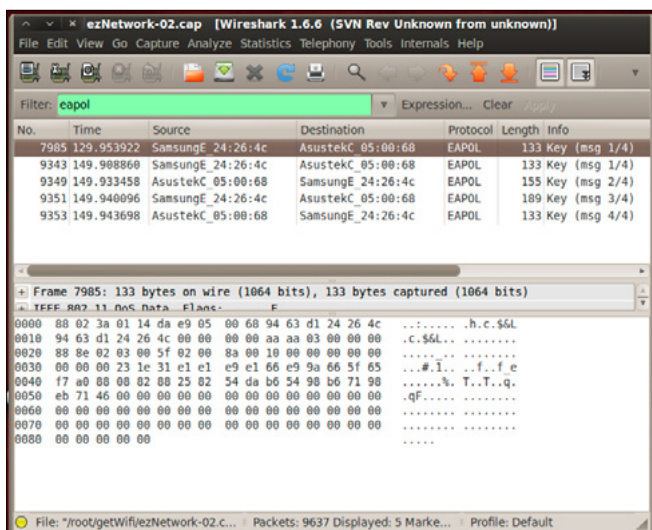 ezNetwork-02.cap [Wireshark 1.6.6 (SVN Rev Unknown from unknown)]
File Edit View Go Capture Analyze Statistics Telephony Tools Internals Help
Filter: eapol Expression... Clear Apply
No. Time Source Destination Protocol Length Info
7985 129.953922 SamsungE_24:26:4c AsustekC_05:00:68 EAPOL 133 Key (msg 1/4)
9343 149.908860 SamsungE_24:26:4c AsustekC_05:00:68 EAPOL 133 Key (msg 1/4)
9349 149.933458 AsustekC_05:00:68 SamsungE_24:26:4c EAPOL 155 Key (msg 2/4)
9351 149.940096 SamsungE_24:26:4c AsustekC_05:00:68 EAPOL 189 Key (msg 3/4)
9353 149.943698 AsustekC_05:00:68 SamsungE_24:26:4c EAPOL 133 Key (msg 4/4)
+ Frame 7985: 133 bytes on wire (1064 bits), 133 bytes captured (1064 bits)
+ IEEE 802.11 QoS Data, Flags: F
0000 88 02 3a 01 14 da e9 05 00 68 94 63 d1 24 26 4c ..:..... .h.c.$&L
0010 94 63 d1 24 26 4c 00 00 00 00 aa aa 03 00 00 00 .c.$&L.. ........
0020 88 8e 02 03 00 5f 02 00 8a 00 10 00 00 00 00 00 ....._.. ........
0030 00 00 00 23 1e 31 e1 e1 e9 e1 66 e9 9a 66 5f 65 ...#.1.. ..f..f_e
0040 f7 a0 88 08 82 88 25 82 54 da b6 54 98 b6 71 98 ......%. T..T..q.
0050 eb 71 46 00 00 00 00 00 00 00 00 00 00 00 00 00 .qF..... ........
0060 00 00 00 00 00 00 00 00 00 00 00 00 00 00 00 00 ........ ........
0070 00 00 00 00 00 00 00 00 00 00 00 00 00 00 00 00 ........ ........
0080 00 00 00 00 00 .....
File: "/root/getWifi/ezNetwork-02.c... Packets: 9637 Displayed: 5 Marke... Profile: Default